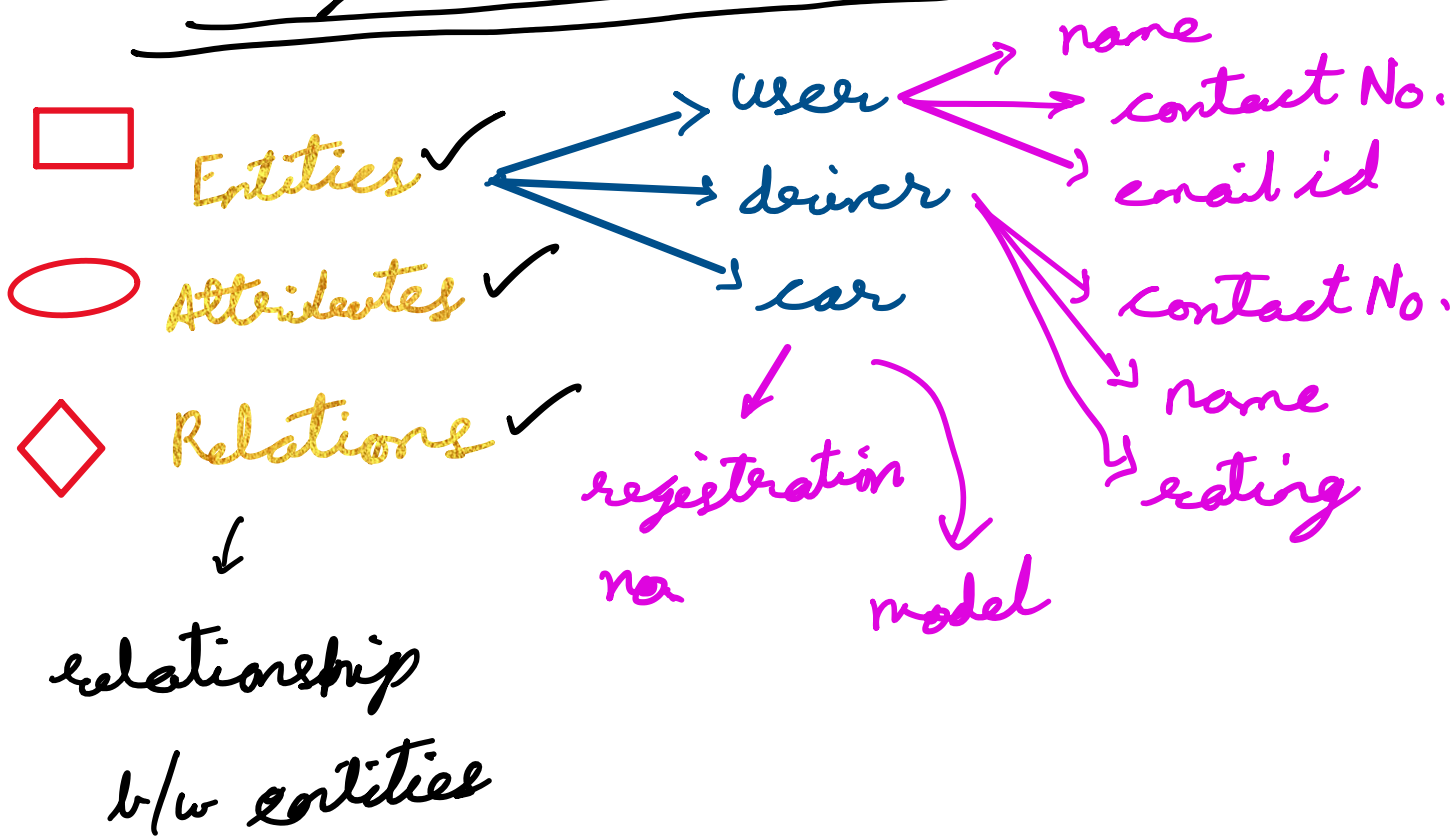 Entities
Attributes
Relations
relationship
b/w entities
user
driver
car
name
contact No.
email id
contact No.
name
rating
registration
no.
model